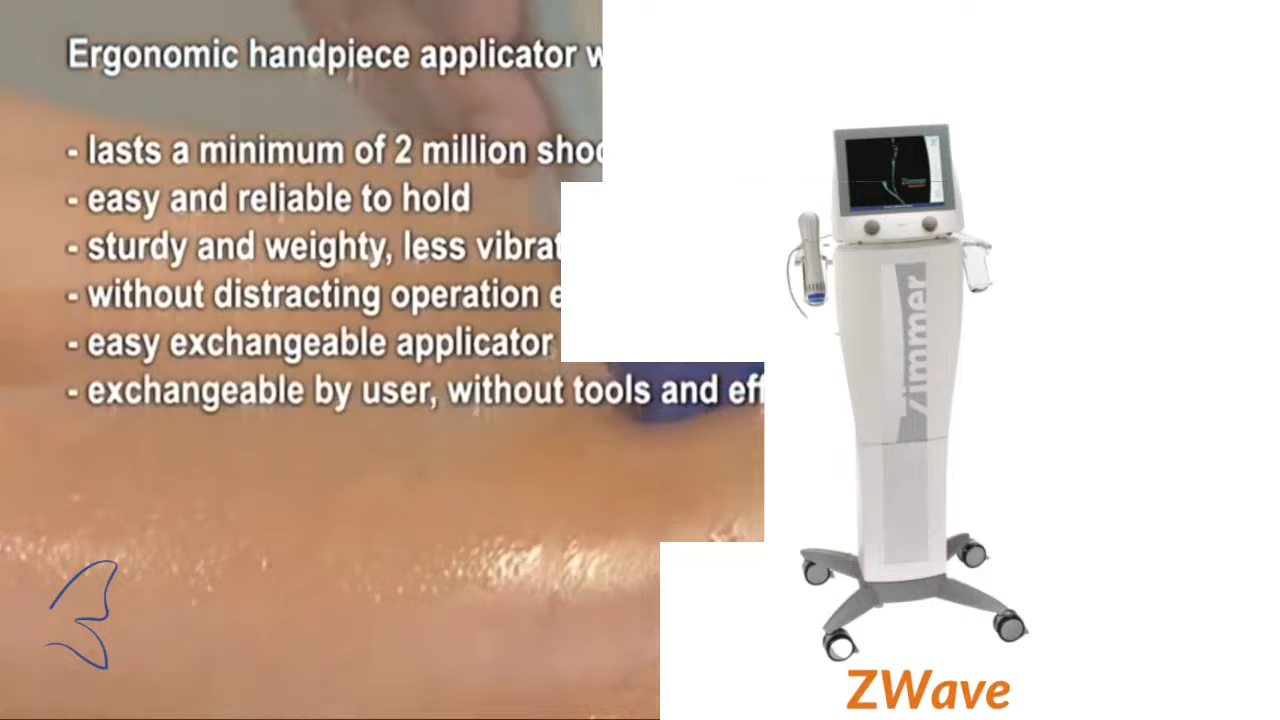 Ergonomic handpiece applicator
- lasts a minimum of 2 million
- easy and reliable to hold
- sturdy and weighty, less
- without distracting operation
- easy exchangeable applicator
- exchangeable by user, without tools and
Zimmer
zimmer
ZWave